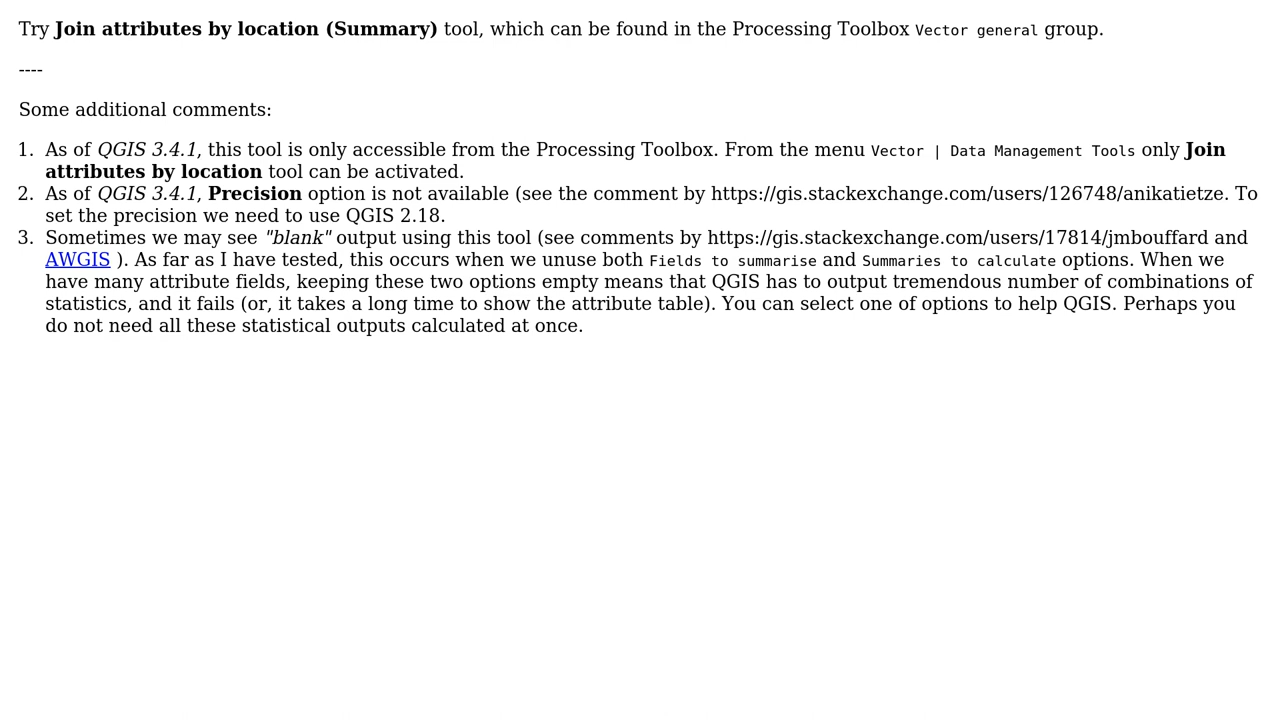 Try Join attributes by location (Summary) tool, which can be found in the Processing Toolbox Vector general group.
----
Some additional comments:
1. As of QGIS 3.4.1, this tool is only accessible from the Processing Toolbox. From the menu Vector | Data Management Tools only Join
attributes by location tool can be activated.
2. As of QGIS 3.4.1, Precision option is not available (see the comment by https://gis.stackexchange.com/users/126748/anikatietze. To
set the precision we need to use QGIS 2.18.
3. Sometimes we may see "blank" output using this tool (see comments by https://gis.stackexchange.com/users/17814/jmbouffard and
AWGIS ). As far as I have tested, this occurs when we unuse both Fields to summarise and Summaries to calculate options. When we
have many attribute fields, keeping these two options empty means that QGIS has to output tremendous number of combinations of
statistics, and it fails (or, it takes a long time to show the attribute table). You can select one of options to help QGIS. Perhaps you
do not need all these statistical outputs calculated at once.